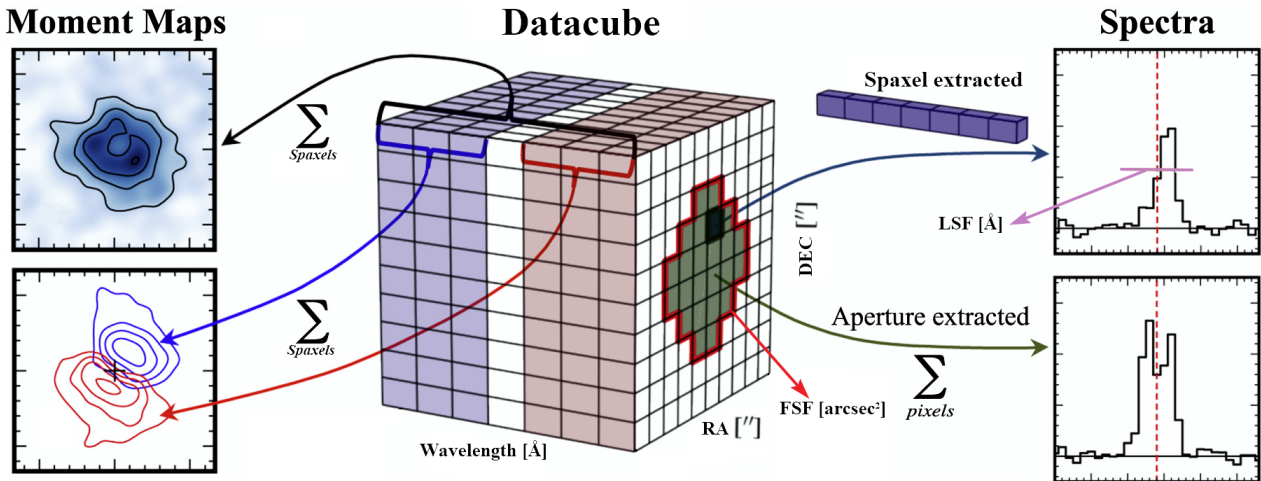 Moment Maps
Datacube
Spectra
Spaxel extracted
∑
Spaxels
LSF [Å]
DEC ["]
∑
Spaxels
Aperture extracted
∑
pixels
FSF [arcsec²]
RA ["]
Wavelength [Å]